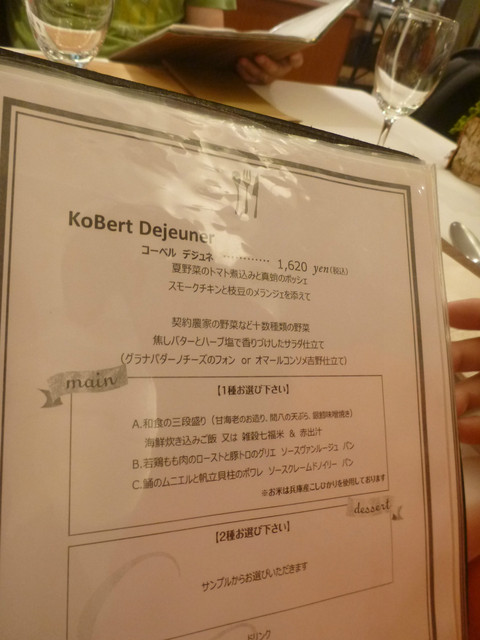 KoBert Dejeuner
コーベル デジュネ ............ 1,620 yen(税込)
夏野菜のトマト煮込みと真蛸のポッシェ
スモークチキンと枝豆のメランジェを添えて
契約農家の野菜など十数種類の野菜
焦しバターとハーブ塩で香りづけしたサラダ仕立て
(グラナパダーノチーズのフォン or オマールコンソメ吉野仕立て)
main
【1種お選び下さい】
A.和食の三段盛り(甘海老のお造り、間八の天ぷら、銀鱈味噌焼き)
海鮮炊き込みご飯 又は 雑穀七福米 & 赤出汁
B.若鶏もも肉のローストと豚トロのグリエ ソースヴァンルージュ パン
C.鯒のムニエルと帆立貝柱のポワレ ソースクレームドノイリー パン
※お米は兵庫産こしひかりを使用しております
dessert
【2種お選び下さい】
サンプルからお選びいただきます
ドリンク